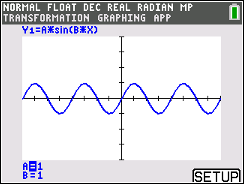 NORMAL FLOAT DEC REAL RADIAN MP
TRANSFORMATION GRAPHING APP
Y1=A*sin(B*X)
A=1
B=1
SETUP